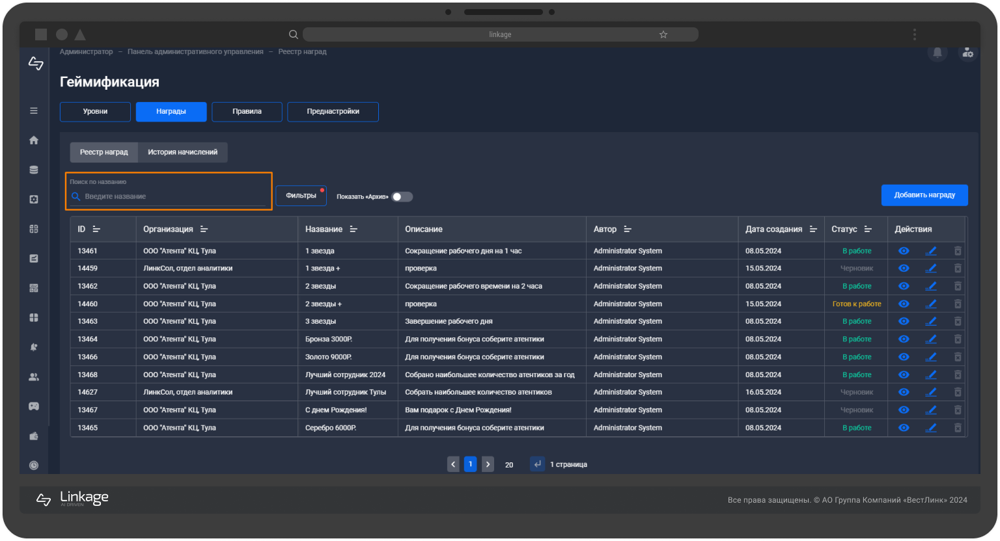 linkage
Администратор – Панель административного управления – Реестр наград
Геймификация
Уровни Награды Правила Преднастройки
Реестр наград История начислений
Поиск по названию
Введите название Фильтры Показать «Архив» Добавить награду
ID Организация Название Описание Автор Дата создания Статус Действия
13461 ООО "Атента" КЦ, Тула 1 звезда Сокращение рабочего дня на 1 час Administrator System 08.05.2024 В работе
14459 ЛинкСол, отдел аналитики 1 звезда + проверка Administrator System 15.05.2024 Черновик
13462 ООО "Атента" КЦ, Тула 2 звезды Сокращение рабочего времени на 2 часа Administrator System 08.05.2024 В работе
14460 ООО "Атента" КЦ, Тула 2 звезды + проверка Administrator System 15.05.2024 Готов к работе
13463 ООО "Атента" КЦ, Тула 3 звезды Завершение рабочего дня Administrator System 08.05.2024 В работе
13464 ООО "Атента" КЦ, Тула Бронза 3000Р. Для получения бонуса соберите атентики Administrator System 08.05.2024 В работе
13466 ООО "Атента" КЦ, Тула Золото 9000Р. Для получения бонуса соберите атентики Administrator System 08.05.2024 В работе
13468 ООО "Атента" КЦ, Тула Лучший сотрудник 2024 Собрано наибольшее количество атентиков за год Administrator System 08.05.2024 В работе
14627 ЛинкСол, отдел аналитики Лучший сотрудник Тулы Собрать наибольшее количество атентиков Administrator System 16.05.2024 Черновик
13467 ООО "Атента" КЦ, Тула С днем Рождения! Вам подарок с Днем Рождения! Administrator System 08.05.2024 Черновик
13465 ООО "Атента" КЦ, Тула Серебро 6000Р. Для получения бонуса соберите атентики Administrator System 08.05.2024 В работе
1 20 1 страница
Linkage
AI DRIVEN
Все права защищены. © АО Группа Компаний «ВестЛинк» 2024